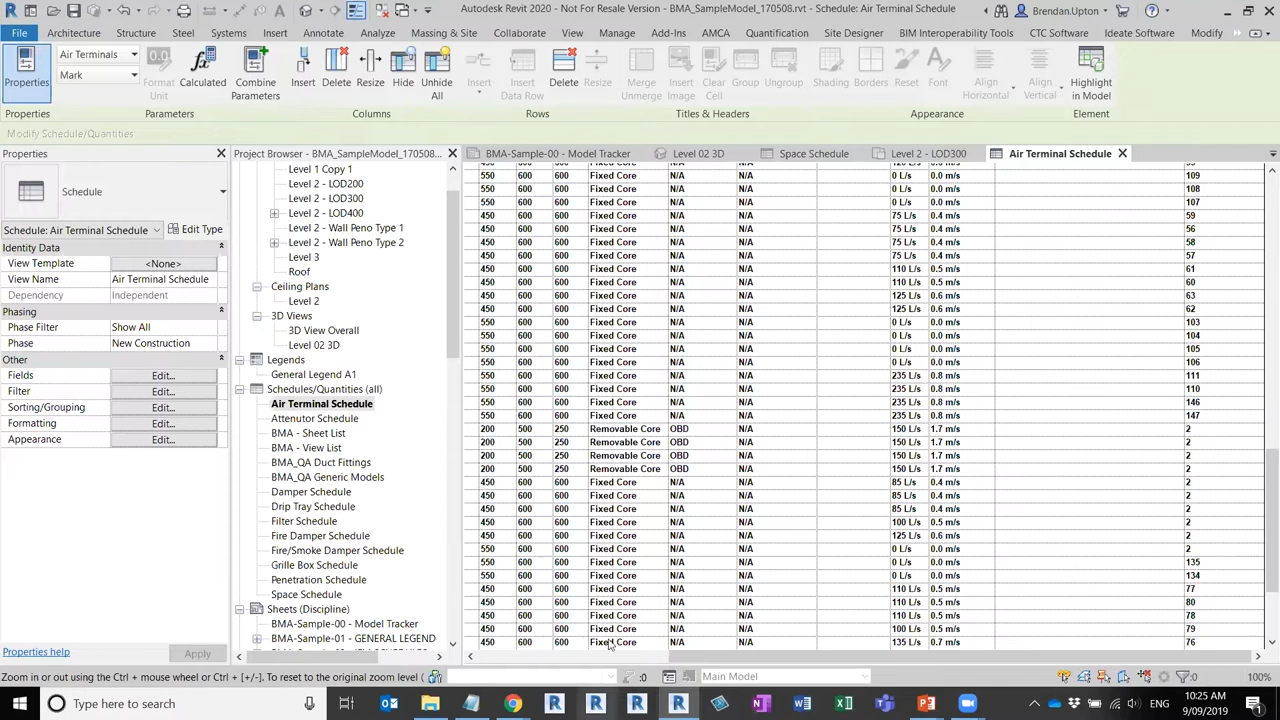 Autodesk Revit 2020 - Not For Resale Version - BMA_SampleModel_170508.rvt - Schedule: Air Terminal Schedule
Brendan.Upton
File Architecture Structure Steel Systems Insert Annotate Analyze Massing & Site Collaborate View Manage Add-Ins AMCA Quantification Site Designer BIM Interoperability Tools CTC Software Ideate Software Modify
Air Terminals
Mark
Properties
Format Unit
Calculated
Combine Parameters
Insert
Delete
Resize
Hide
Unhide All
Insert
Insert Data Row
Delete
Resize
Merge Unmerge
Insert Image
Clear Cell
Group
Ungroup
Shading
Borders
Reset
Font
Align Horizontal
Align Vertical
Highlight in Model
Properties Parameters Columns Rows Titles & Headers Appearance Element
Modify Schedule/Quantities
Properties
Schedule
Schedule: Air Terminal Schedule Edit Type
Identity Data
View Template <None>
View Name Air Terminal Schedule
Dependency Independent
Phasing
Phase Filter Show All
Phase New Construction
Other
Fields Edit...
Filter Edit...
Sorting/Grouping Edit...
Formatting Edit...
Appearance Edit...
Properties help Apply
Project Browser - BMA_SampleModel_170508...
Level 1 Copy 1
Level 2 - LOD200
Level 2 - LOD300
Level 2 - LOD400
Level 2 - Wall Peno Type 1
Level 2 - Wall Peno Type 2
Level 3
Roof
Ceiling Plans
Level 2
3D Views
3D View Overall
Level 02 3D
Legends
General Legend A1
Schedules/Quantities (all)
Air Terminal Schedule
Attenutor Schedule
BMA - Sheet List
BMA - View List
BMA_QA Duct Fittings
BMA_QA Generic Models
Damper Schedule
Drip Tray Schedule
Filter Schedule
Fire Damper Schedule
Fire/Smoke Damper Schedule
Grille Box Schedule
Penetration Schedule
Space Schedule
Sheets (Discipline)
BMA-Sample-00 - Model Tracker
BMA-Sample-01 - GENERAL LEGEND
BMA-Sample-00 - Model Tracker Level 02 3D Space Schedule Level 2 - LOD300 Air Terminal Schedule
550 600 600 Fixed Core N/A N/A 0 L/s 0.0 m/s 109
550 600 600 Fixed Core N/A N/A 0 L/s 0.0 m/s 108
550 600 600 Fixed Core N/A N/A 0 L/s 0.0 m/s 107
450 600 600 Fixed Core N/A N/A 75 L/s 0.4 m/s 59
450 600 600 Fixed Core N/A N/A 75 L/s 0.4 m/s 56
450 600 600 Fixed Core N/A N/A 75 L/s 0.4 m/s 58
450 600 600 Fixed Core N/A N/A 75 L/s 0.4 m/s 57
450 600 600 Fixed Core N/A N/A 110 L/s 0.5 m/s 61
450 600 600 Fixed Core N/A N/A 110 L/s 0.5 m/s 60
450 600 600 Fixed Core N/A N/A 125 L/s 0.6 m/s 63
450 600 600 Fixed Core N/A N/A 125 L/s 0.6 m/s 62
550 600 600 Fixed Core N/A N/A 0 L/s 0.0 m/s 103
550 600 600 Fixed Core N/A N/A 0 L/s 0.0 m/s 104
550 600 600 Fixed Core N/A N/A 0 L/s 0.0 m/s 105
550 600 600 Fixed Core N/A N/A 0 L/s 0.0 m/s 106
550 600 600 Fixed Core N/A N/A 235 L/s 0.8 m/s 111
550 600 600 Fixed Core N/A N/A 235 L/s 0.8 m/s 110
550 600 600 Fixed Core N/A N/A 235 L/s 0.8 m/s 146
550 600 600 Fixed Core N/A N/A 235 L/s 0.8 m/s 147
200 500 250 Removable Core OBD N/A 150 L/s 1.7 m/s 2
200 500 250 Removable Core OBD N/A 150 L/s 1.7 m/s 2
200 500 250 Removable Core OBD N/A 150 L/s 1.7 m/s 2
200 500 250 Removable Core OBD N/A 150 L/s 1.7 m/s 2
450 600 600 Fixed Core N/A N/A 85 L/s 0.4 m/s 2
450 600 600 Fixed Core N/A N/A 85 L/s 0.4 m/s 2
450 600 600 Fixed Core N/A N/A 85 L/s 0.4 m/s 2
450 600 600 Fixed Core N/A N/A 100 L/s 0.5 m/s 2
450 600 600 Fixed Core N/A N/A 125 L/s 0.6 m/s 2
550 600 600 Fixed Core N/A N/A 0 L/s 0.0 m/s 2
550 600 600 Fixed Core N/A N/A 0 L/s 0.0 m/s 135
550 600 600 Fixed Core N/A N/A 0 L/s 0.0 m/s 134
450 600 600 Fixed Core N/A N/A 110 L/s 0.5 m/s 77
450 600 600 Fixed Core N/A N/A 110 L/s 0.5 m/s 80
450 600 600 Fixed Core N/A N/A 110 L/s 0.5 m/s 78
450 600 600 Fixed Core N/A N/A 100 L/s 0.5 m/s 79
450 600 600 Fixed Core N/A N/A 135 L/s 0.7 m/s 76
Zoom in or out using the Ctrl + mouse wheel or Ctrl + [+/-]. To reset to the original zoom level ( :0 Main Model :0 100%
Type here to search
ENG
10:25 AM
9/09/2019